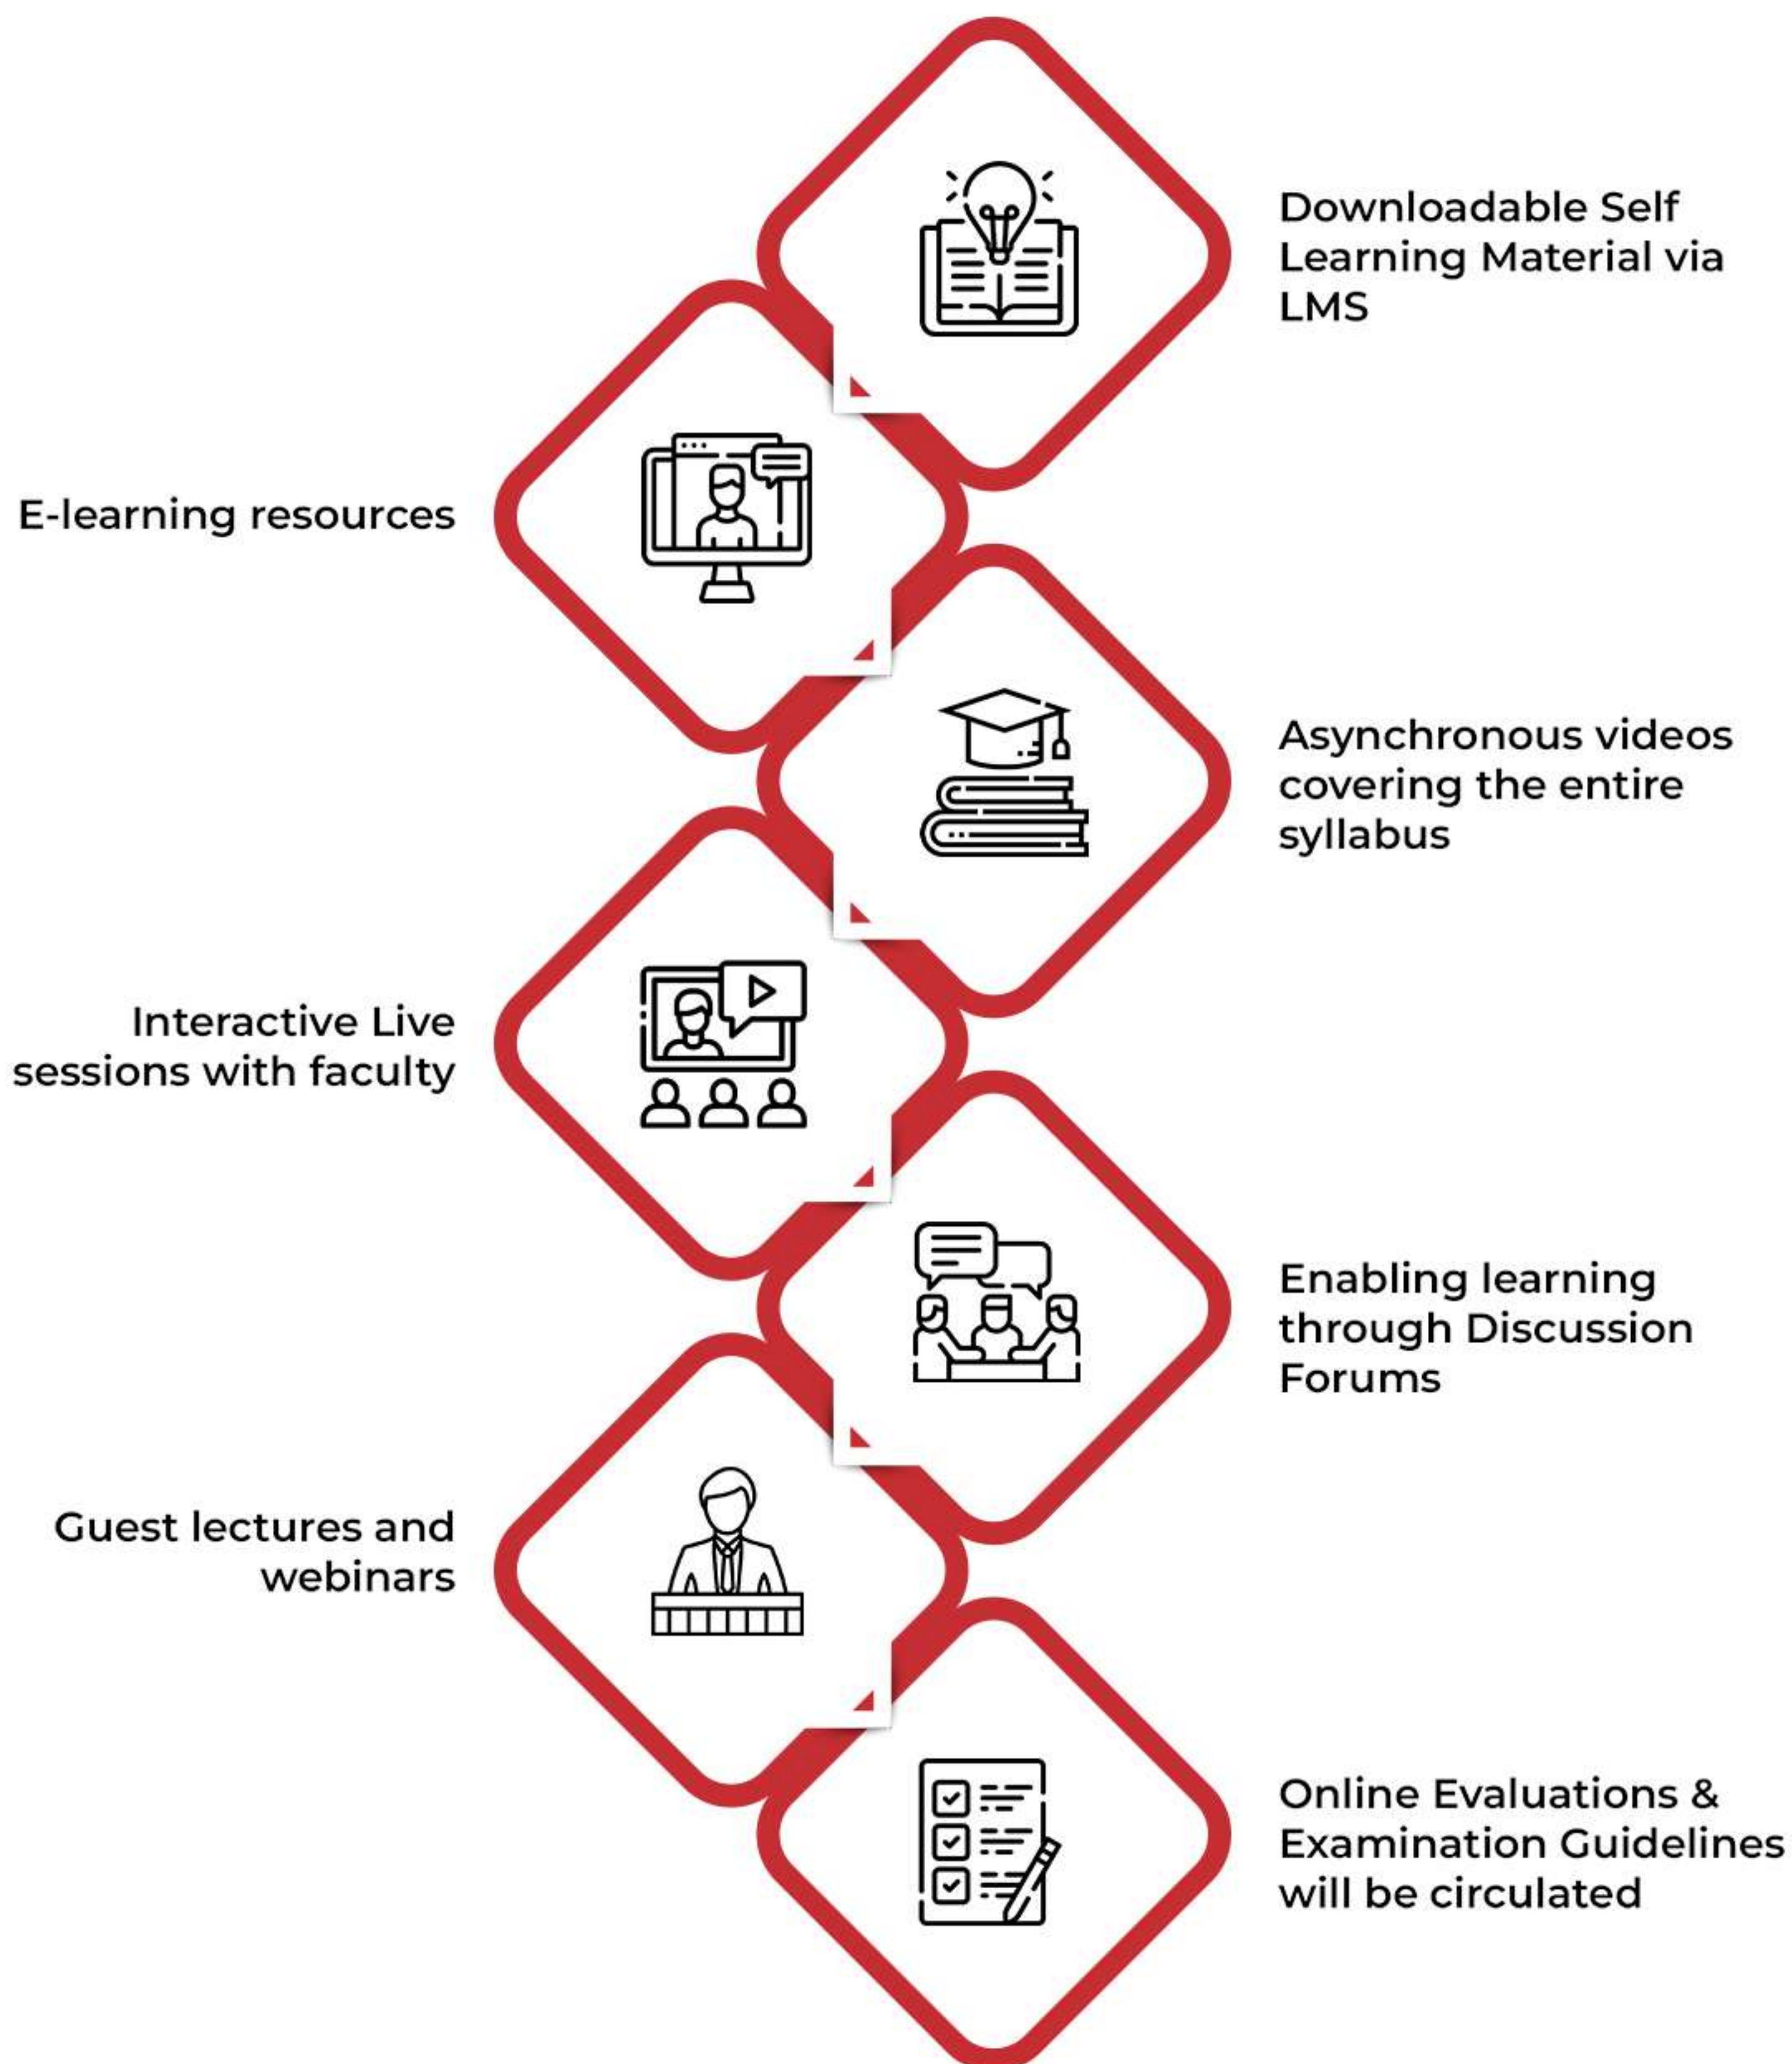 Downloadable Self
Learning Material via
LMS
E-learning resources
Asynchronous videos
covering the entire
syllabus
Interactive Live
sessions with faculty
Enabling learning
through Discussion
Forums
Guest lectures and
webinars
Online Evaluations &
Examination Guidelines
will be circulated